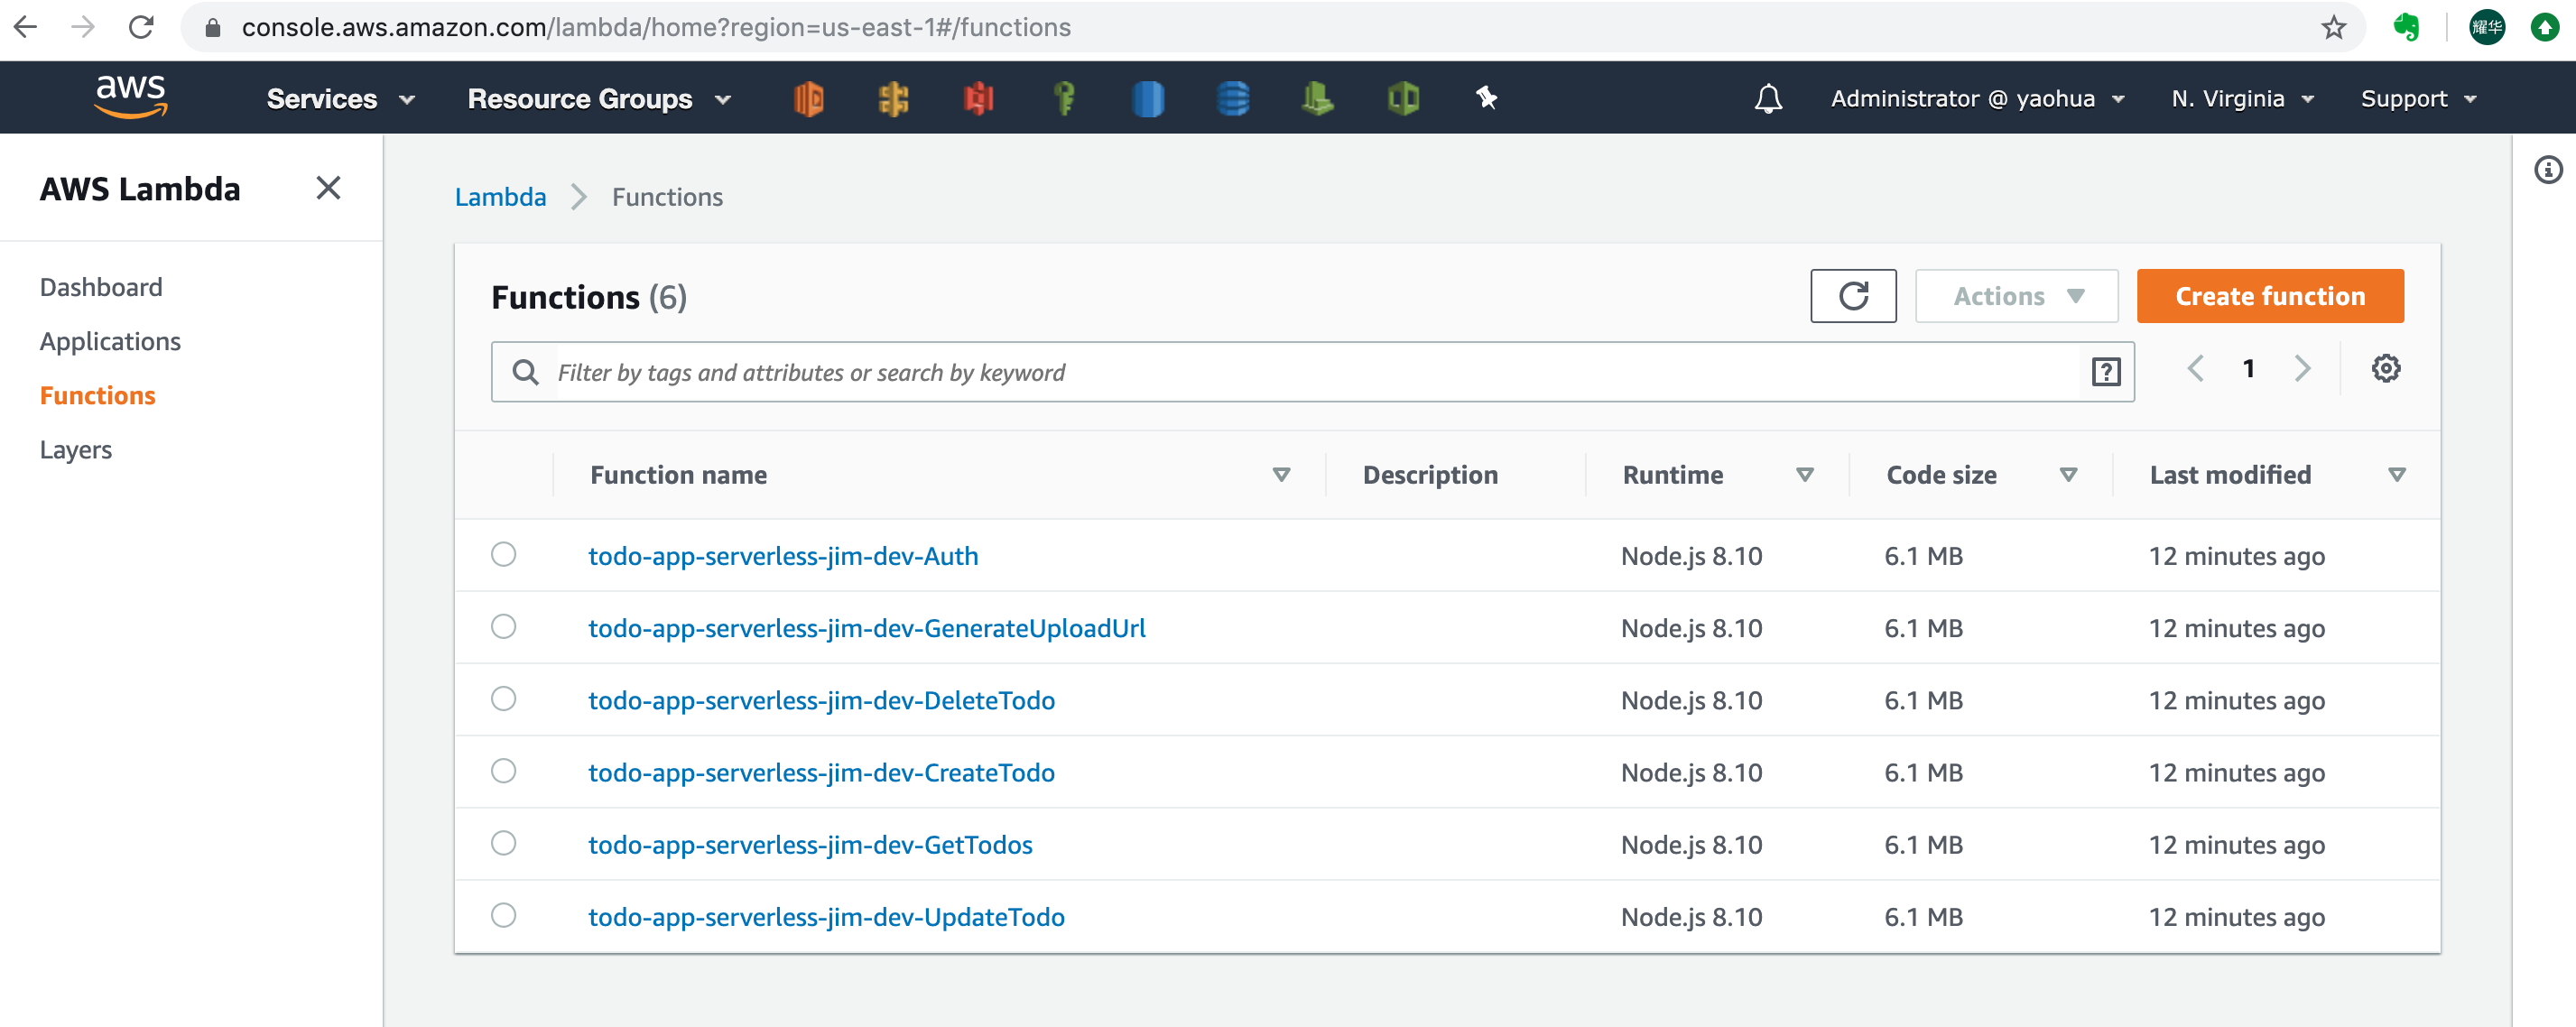 console.aws.amazon.com/lambda/home?region=us-east-1#/functions
耀华
aws Services Resource Groups Administrator @ yaohua N. Virginia Support
AWS Lambda
Dashboard
Applications
Functions
Layers
Lambda Functions
Functions (6) Actions Create function
Filter by tags and attributes or search by keyword ? 1
Function name Description Runtime Code size Last modified
todo-app-serverless-jim-dev-Auth Node.js 8.10 6.1 MB 12 minutes ago
todo-app-serverless-jim-dev-GenerateUploadUrl Node.js 8.10 6.1 MB 12 minutes ago
todo-app-serverless-jim-dev-DeleteTodo Node.js 8.10 6.1 MB 12 minutes ago
todo-app-serverless-jim-dev-CreateTodo Node.js 8.10 6.1 MB 12 minutes ago
todo-app-serverless-jim-dev-GetTodos Node.js 8.10 6.1 MB 12 minutes ago
todo-app-serverless-jim-dev-UpdateTodo Node.js 8.10 6.1 MB 12 minutes ago